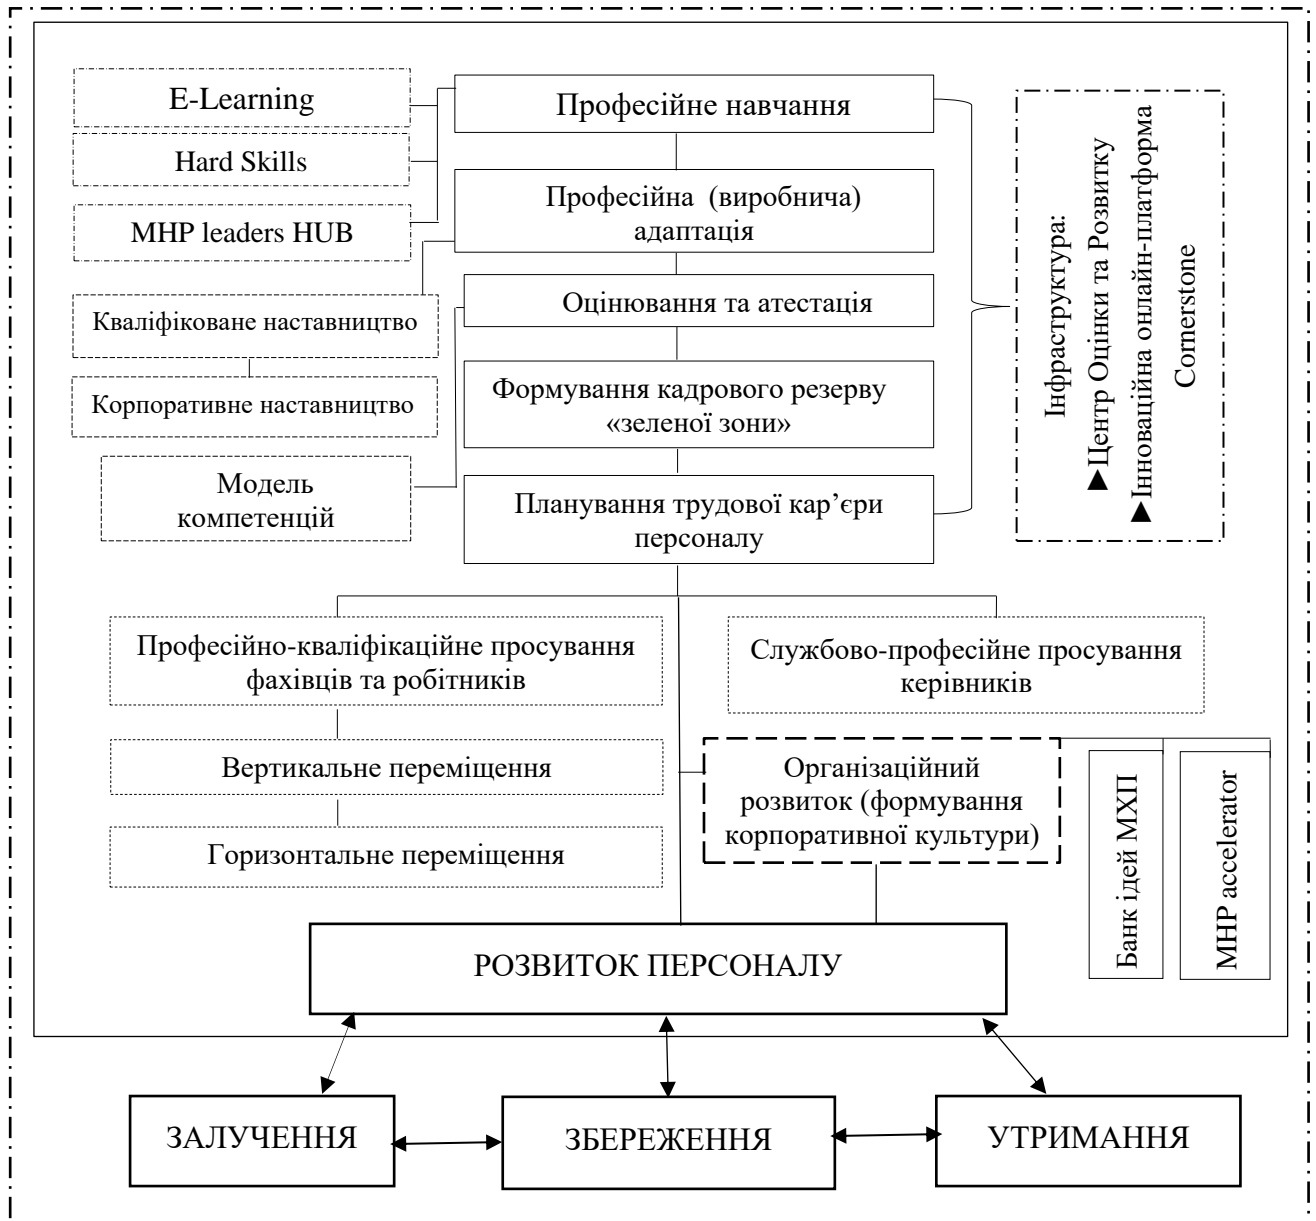 E-Learning
Hard Skills
MHP leaders HUB
Кваліфіковане наставництво
Корпоративне наставництво
Модель
компетенцій
Професійне навчання
Професійна (виробнича)
адаптація
Оцінювання та атестація
Формування кадрового резерву
«зеленої зони»
Планування трудової кар’єри
персоналу
Інфраструктура:
►Центр Оцінки та Розвитку
►Інноваційна онлайн-платформа
Cornerstone
Професійно-кваліфікаційне просування
фахівців та робітників
Службово-професійне просування
керівників
Вертикальне переміщення
Горизонтальне переміщення
Організаційний
розвиток (формування
корпоративної культури)
Банк ідей МХП
MHP accelerator
РОЗВИТОК ПЕРСОНАЛУ
ЗАЛУЧЕННЯ
ЗБЕРЕЖЕННЯ
УТРИМАННЯ